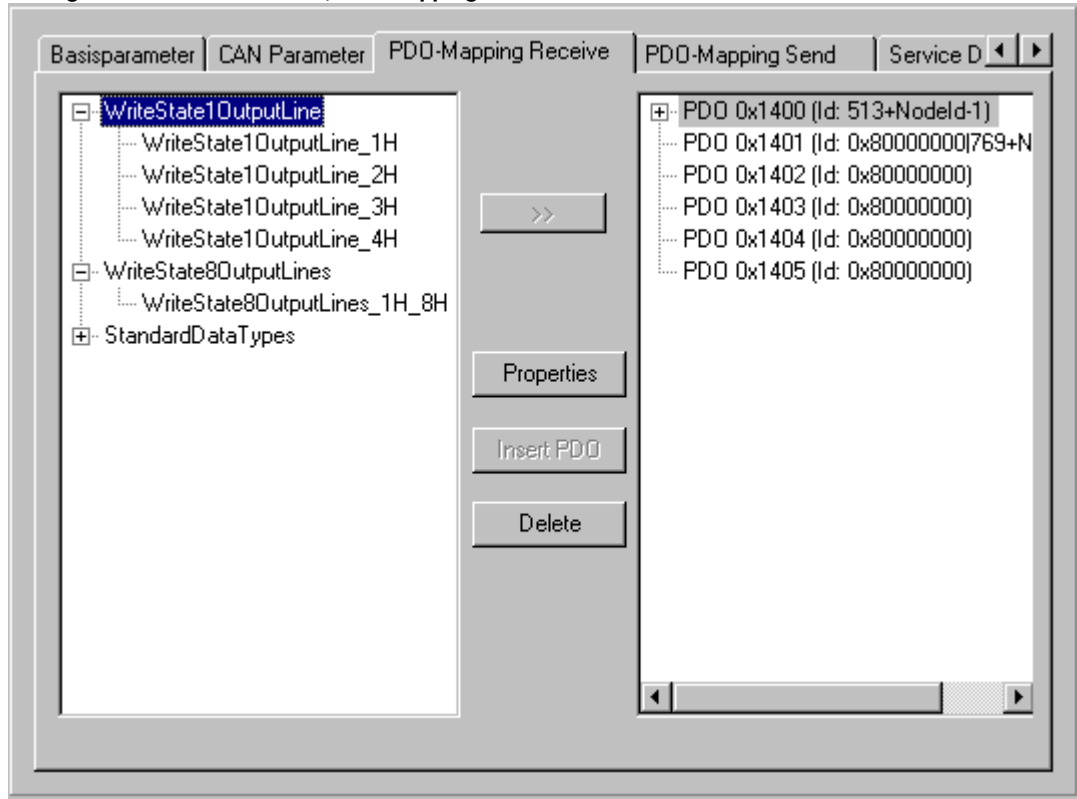 Basisparameter
CAN Parameter
PDO-Mapping Receive
PDO-Mapping Send
Service D
WriteState1OutputLine
WriteState1OutputLine_1H
WriteState1OutputLine_2H
WriteState1OutputLine_3H
WriteState1OutputLine_4H
WriteState8OutputLines
WriteState8OutputLines_1H_8H
StandardDataTypes
>>
Properties
Insert PDO
Delete
PDO 0x1400 (Id: 513+NodeId-1)
PDO 0x1401 (Id: 0x80000000|769+N
PDO 0x1402 (Id: 0x80000000)
PDO 0x1403 (Id: 0x80000000)
PDO 0x1404 (Id: 0x80000000)
PDO 0x1405 (Id: 0x80000000)